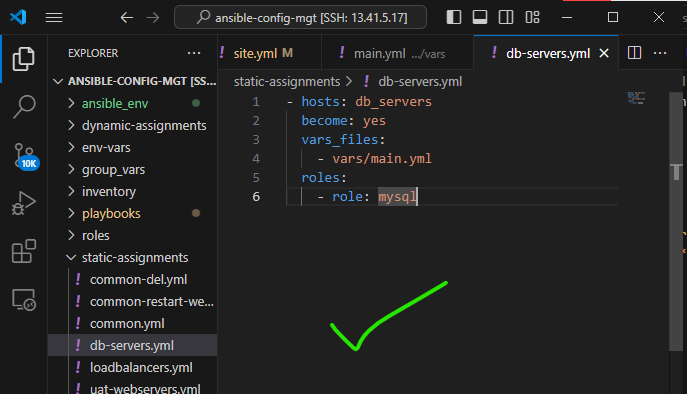 ansible-config-mgt [SSH: 13.41.5.17]
EXPLORER
ANSIBLE-CONFIG-MGT [SS...
ansible_env
dynamic-assignments
env-vars
group_vars
inventory
playbooks
roles
static-assignments
! common-del.yml
! common-restart-we...
! common.yml
! db-servers.yml
! loadbalancers.yml
! uat-webservers.yml
10K
! site.yml M
! main.yml .../vars
! db-servers.yml
static-assignments > ! db-servers.yml
1 - hosts: db_servers
2 become: yes
3 vars_files:
4 - vars/main.yml
5 roles:
6 - role: mysql